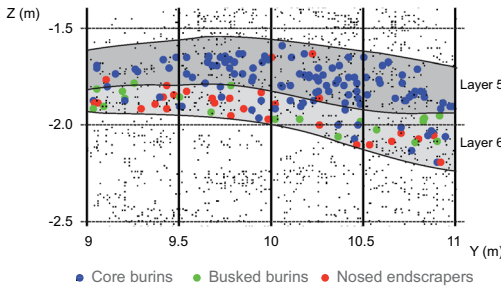 Z (m)
-1.5
Layer 5
-2.0
Layer 6
-2.5
9 9.5 10 10.5 11
Y (m)
Core burins Busked burins Nosed endscrapers